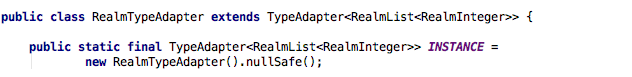 public class RealmTypeAdapter extends TypeAdapter<RealmList<RealmInteger>> {
public static final TypeAdapter<RealmList<RealmInteger>> INSTANCE =
new RealmTypeAdapter().nullSafe();